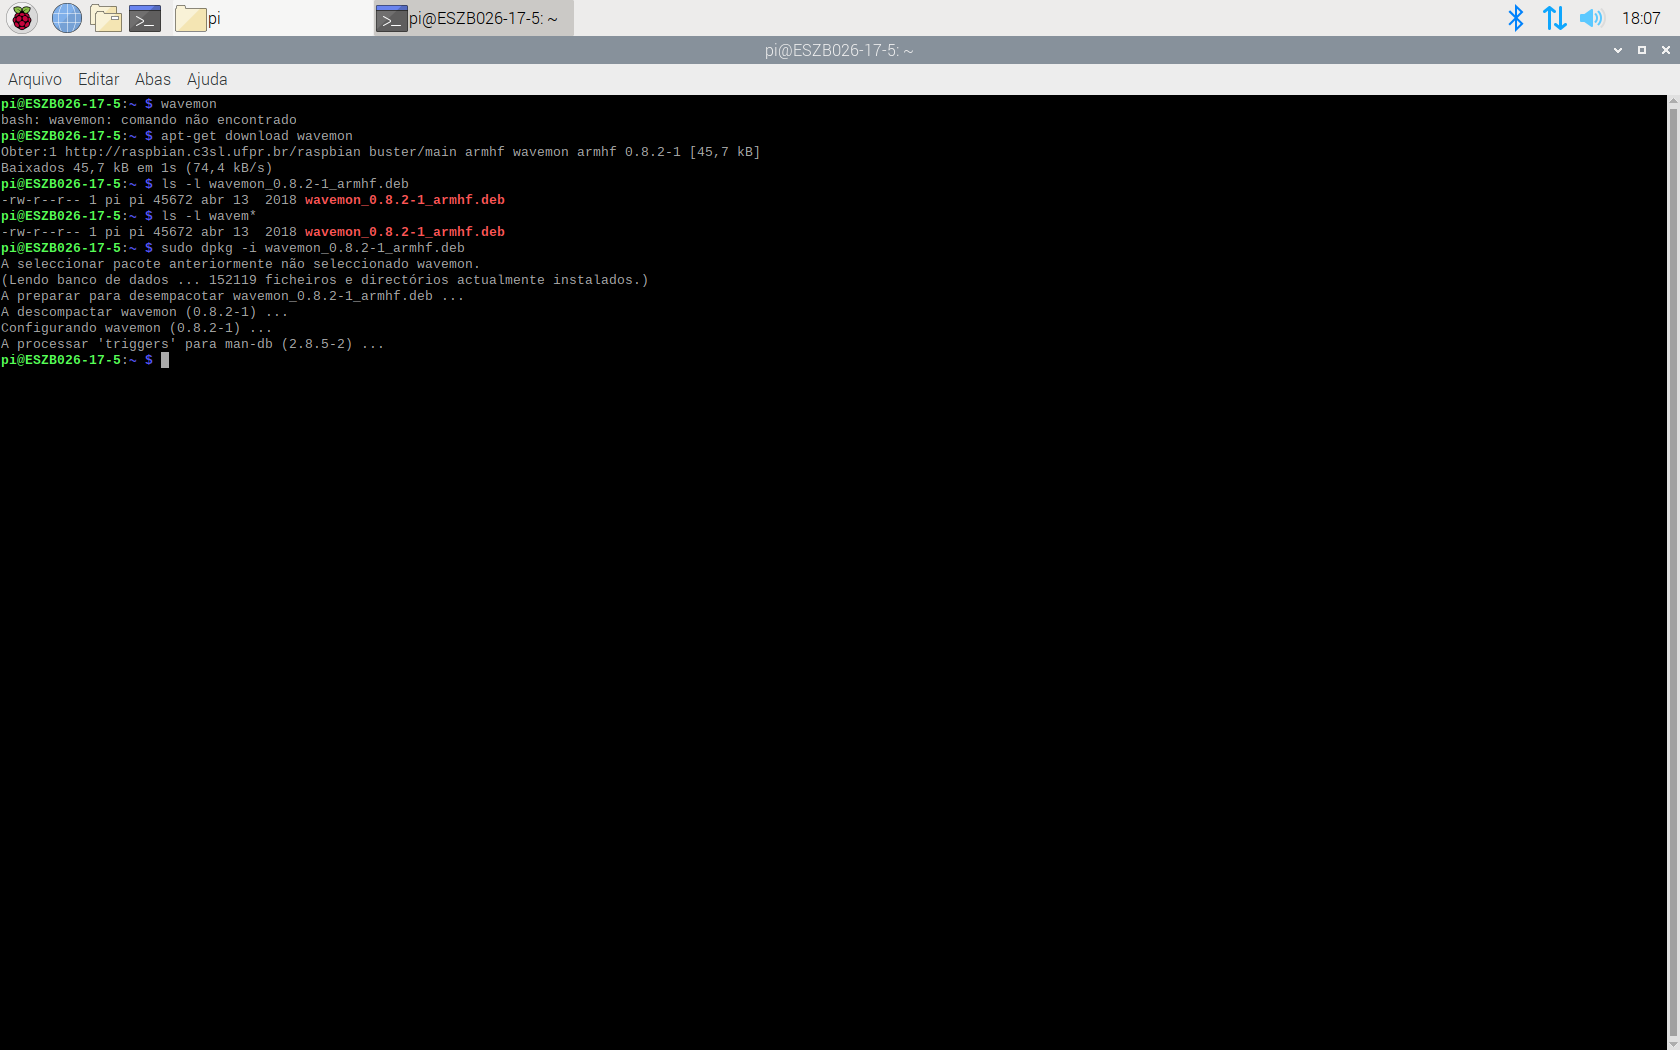 pi
pi@ESZB026-17-5: ~
18:07
pi@ESZB026-17-5: ~
Arquivo Editar Abas Ajuda
pi@ESZB026-17-5:~ $ wavemon
bash: wavemon: comando não encontrado
pi@ESZB026-17-5:~ $ apt-get download wavemon
Obter:1 http://raspbian.c3sl.ufpr.br/raspbian buster/main armhf wavemon armhf 0.8.2-1 [45,7 kB]
Baixados 45,7 kB em 1s (74,4 kB/s)
pi@ESZB026-17-5:~ $ ls -l wavemon_0.8.2-1_armhf.deb
-rw-r--r-- 1 pi pi 45672 abr 13  2018 wavemon_0.8.2-1_armhf.deb
pi@ESZB026-17-5:~ $ ls -l wavem*
-rw-r--r-- 1 pi pi 45672 abr 13  2018 wavemon_0.8.2-1_armhf.deb
pi@ESZB026-17-5:~ $ sudo dpkg -i wavemon_0.8.2-1_armhf.deb
A seleccionar pacote anteriormente não seleccionado wavemon.
(Lendo banco de dados ... 152119 ficheiros e directórios actualmente instalados.)
A preparar para desempacotar wavemon_0.8.2-1_armhf.deb ...
A descompactar wavemon (0.8.2-1) ...
Configurando wavemon (0.8.2-1) ...
A processar 'triggers' para man-db (2.8.5-2) ...
pi@ESZB026-17-5:~ $